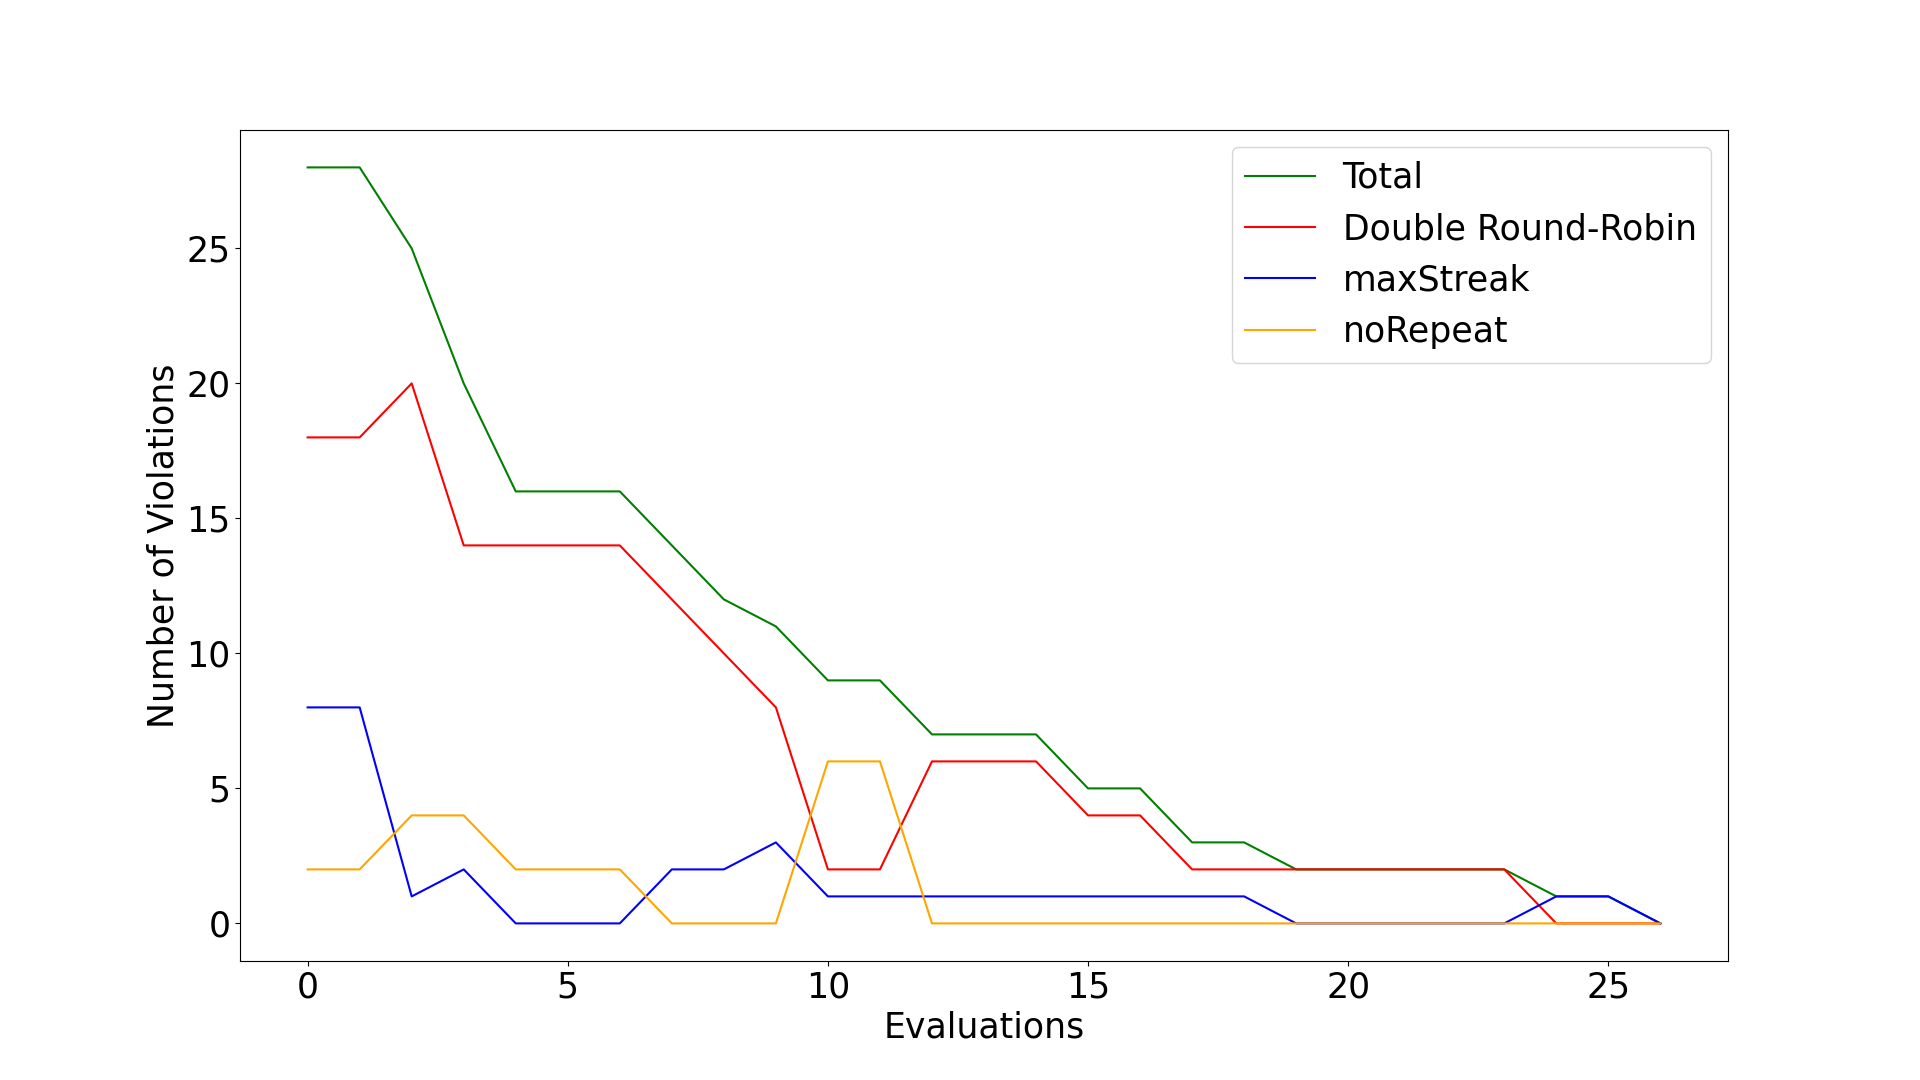 Total
Double Round-Robin
maxStreak
noRepeat
Number of Violations
25
20
15
10
5
0
0 5 10 15 20 25
Evaluations